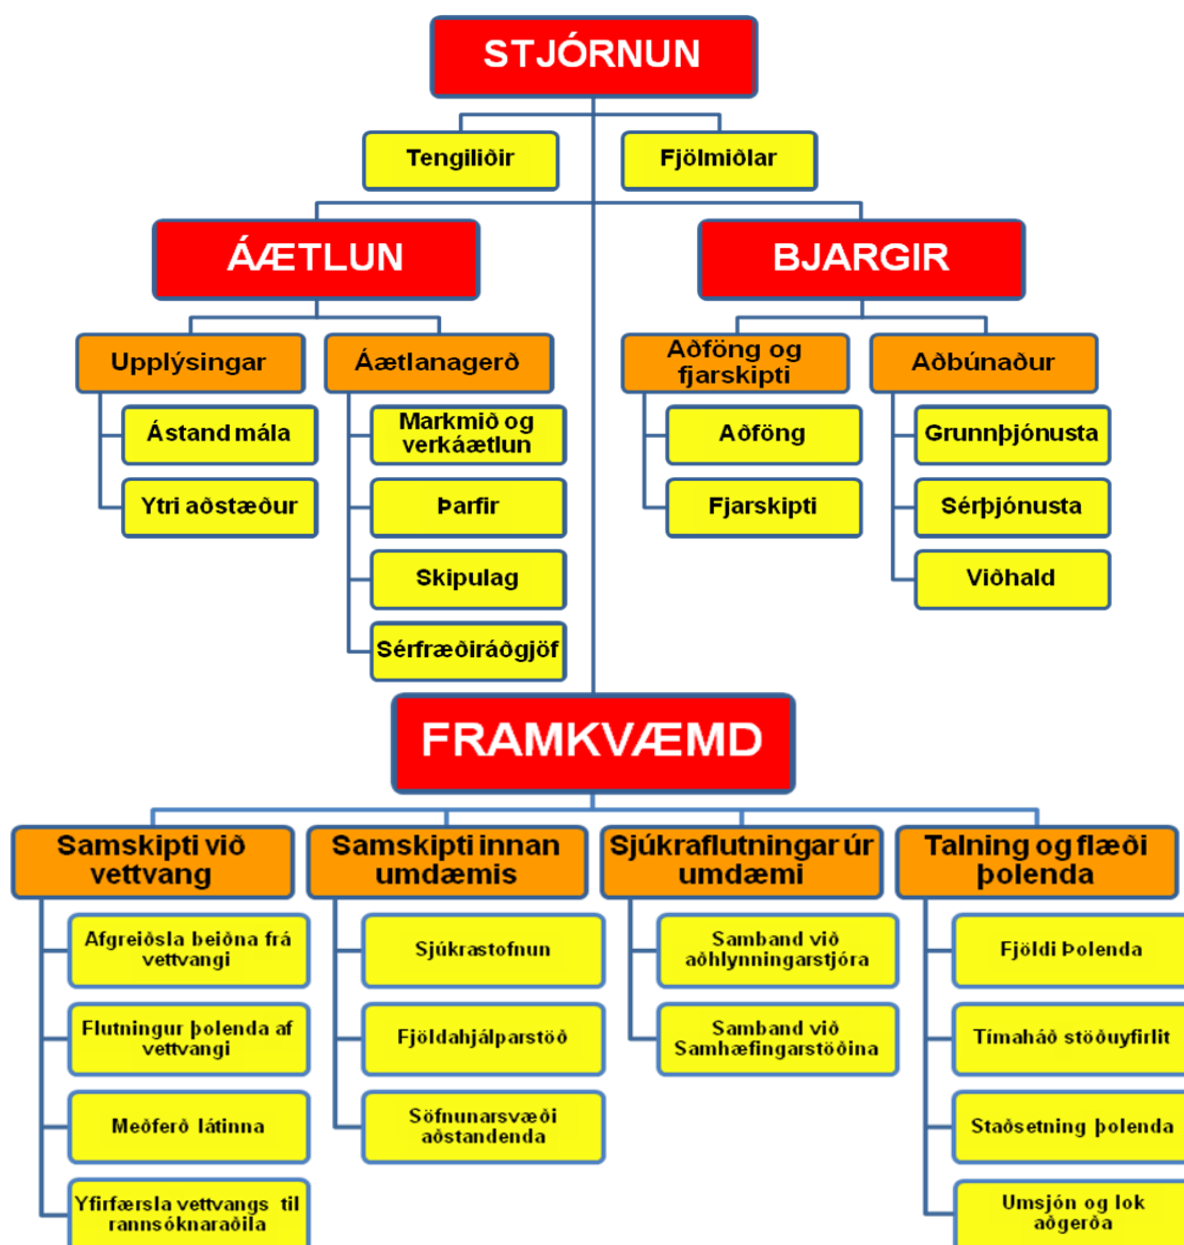 STJÓRNUN
Tengiliðir
Fjölmiðlar
ÁÆTLUN
BJARGIR
Upplýsingar
Ástand mála
Ytri aðstæður
Áætlanagerð
Markmið og
verkáætlun
Þarfir
Skipulag
Sérfræðiráðgjöf
Aðföng og
fjarskipti
Aðföng
Fjarskipti
Aðbúnaður
Grunnþjónusta
Sérþjónusta
Viðhald
FRAMKVÆMD
Samskipti við
vettvang
Afgreiðsla beiðna frá
vettvangi
Flutningur þolenda af
vettvangi
Meðferð látinna
Yfirfærsla vettvangs til
rannsóknaraðila
Samskipti innan
umdæmis
Sjúkrastofnun
Fjöldahjálparstöð
Söfnunarsvæði
aðstandenda
Sjúkraflutningar úr
umdæmi
Samband við
aðhlynningarstjóra
Samband við
Samhæfingarstöðina
Talning og flæði
þolenda
Fjöldi Þolenda
Tímaháð stöðuyfirlit
Staðsetning þolenda
Umsjón og lok
aðgerða